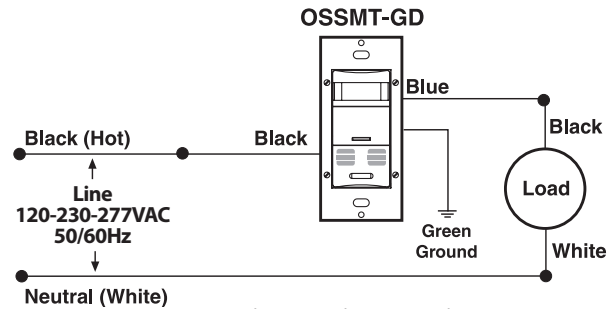 OSSMT-GD
Blue
Black (Hot)
Black
Black
Line
120-230-277VAC
50/60Hz
Load
Green
Ground
White
Neutral (White)